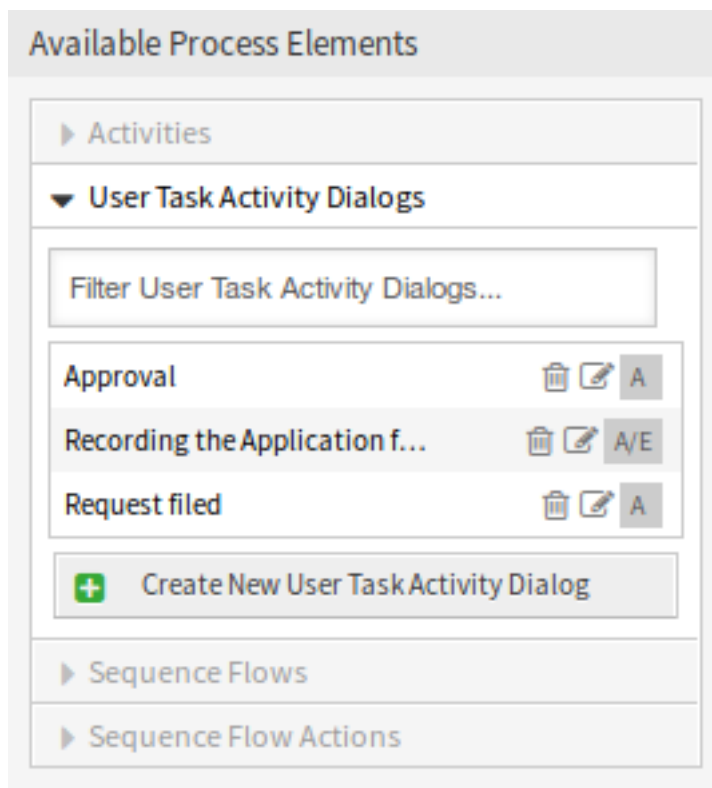 Available Process Elements
Activities
User Task Activity Dialogs
Filter User Task Activity Dialogs...
Approval A
Recording the Application f... A/E
Request filed A
Create New User Task Activity Dialog
Sequence Flows
Sequence Flow Actions